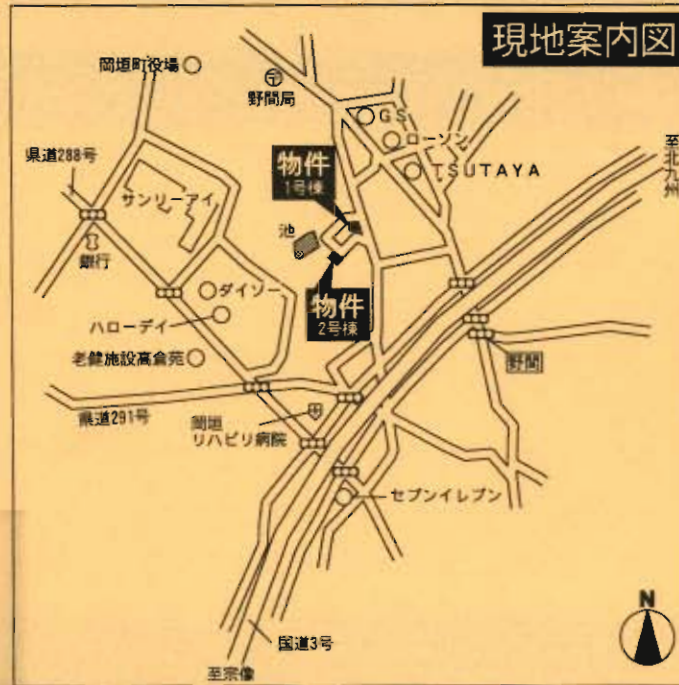 現地案内図
岡垣町役場
〒
野間局
GS
ローソン
TSUTAYA
至北九州
県道288号
物件
1号棟
サンリーアイ
池
銀行
ダイソー
物件
2号棟
ハローデイ
老健施設高倉苑
野間
県道291号
岡垣
リハビリ病院
セブンイレブン
N
国道3号
至宗像